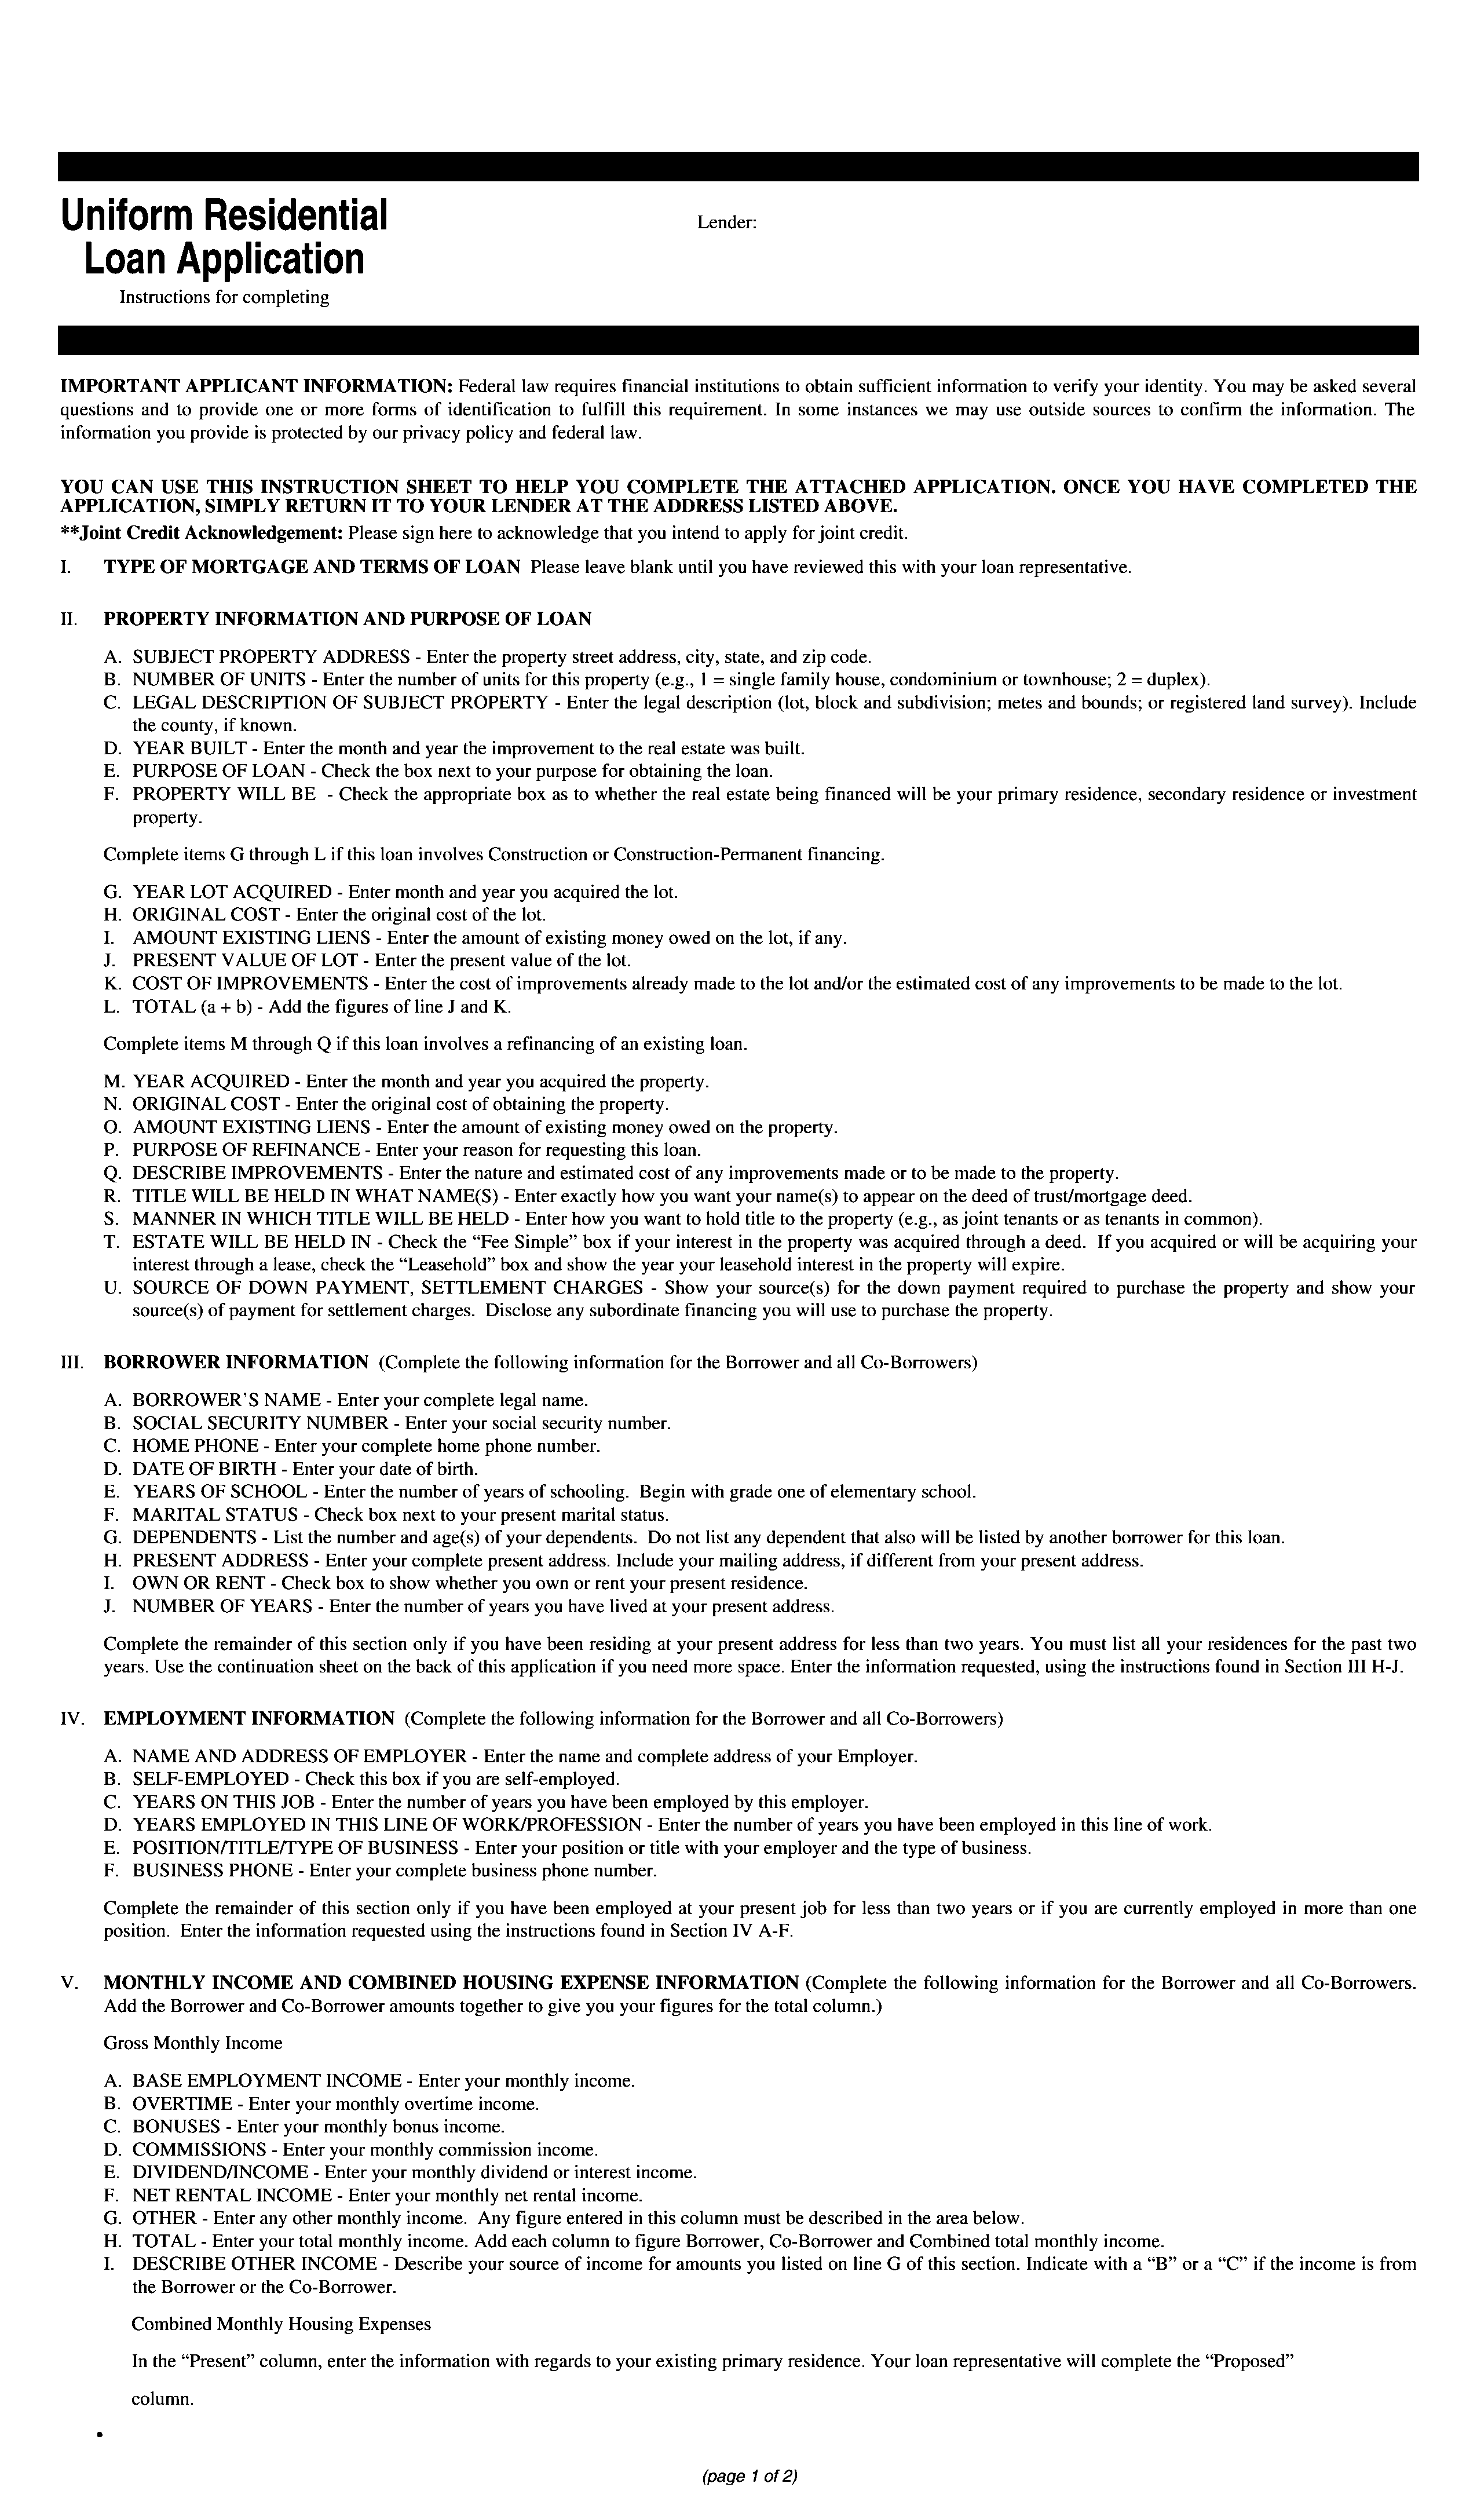 Uniform Residential
Loan Application
Instructions for completing
Lender:
IMPORTANT APPLICANT INFORMATION: Federal law requires financial institutions to obtain sufficient information to verify your identity. You may be asked several
questions and to provide one or more forms of identification to fulfill this requirement. In some instances we may use outside sources to confirm the information. The
information you provide is protected by our privacy policy and federal law.
YOU CAN USE THIS INSTRUCTION SHEET TO HELP YOU COMPLETE THE ATTACHED APPLICATION. ONCE YOU HAVE COMPLETED THE
APPLICATION, SIMPLY RETURN IT TO YOUR LENDER AT THE ADDRESS LISTED ABOVE.
**Joint Credit Acknowledgement: Please sign here to acknowledge that you intend to apply for joint credit.
I. TYPE OF MORTGAGE AND TERMS OF LOAN Please leave blank until you have reviewed this with your loan representative.
II. PROPERTY INFORMATION AND PURPOSE OF LOAN
A. SUBJECT PROPERTY ADDRESS - Enter the property street address, city, state, and zip code.
B. NUMBER OF UNITS - Enter the number of units for this property (e.g., 1 = single family house, condominium or townhouse; 2 = duplex).
C. LEGAL DESCRIPTION OF SUBJECT PROPERTY - Enter the legal description (lot, block and subdivision; metes and bounds; or registered land survey). Include
the county, if known.
D. YEAR BUILT - Enter the month and year the improvement to the real estate was built.
E. PURPOSE OF LOAN - Check the box next to your purpose for obtaining the loan.
F. PROPERTY WILL BE - Check the appropriate box as to whether the real estate being financed will be your primary residence, secondary residence or investment
property.
Complete items G through L if this loan involves Construction or Construction-Permanent financing.
G. YEAR LOT ACQUIRED - Enter month and year you acquired the lot.
H. ORIGINAL COST - Enter the original cost of the lot.
I. AMOUNT EXISTING LIENS - Enter the amount of existing money owed on the lot, if any.
J. PRESENT VALUE OF LOT - Enter the present value of the lot.
K. COST OF IMPROVEMENTS - Enter the cost of improvements already made to the lot and/or the estimated cost of any improvements to be made to the lot.
L. TOTAL (a + b) - Add the figures of line J and K.
Complete items M through Q if this loan involves a refinancing of an existing loan.
M. YEAR ACQUIRED - Enter the month and year you acquired the property.
N. ORIGINAL COST - Enter the original cost of obtaining the property.
O. AMOUNT EXISTING LIENS - Enter the amount of existing money owed on the property.
P. PURPOSE OF REFINANCE - Enter your reason for requesting this loan.
Q. DESCRIBE IMPROVEMENTS - Enter the nature and estimated cost of any improvements made or to be made to the property.
R. TITLE WILL BE HELD IN WHAT NAME(S) - Enter exactly how you want your name(s) to appear on the deed of trust/mortgage deed.
S. MANNER IN WHICH TITLE WILL BE HELD - Enter how you want to hold title to the property (e.g., as joint tenants or as tenants in common).
T. ESTATE WILL BE HELD IN - Check the “Fee Simple” box if your interest in the property was acquired through a deed. If you acquired or will be acquiring your
interest through a lease, check the “Leasehold” box and show the year your leasehold interest in the property will expire.
U. SOURCE OF DOWN PAYMENT, SETTLEMENT CHARGES - Show your source(s) for the down payment required to purchase the property and show your
source(s) of payment for settlement charges. Disclose any subordinate financing you will use to purchase the property.
III. BORROWER INFORMATION (Complete the following information for the Borrower and all Co-Borrowers)
A. BORROWER’S NAME - Enter your complete legal name.
B. SOCIAL SECURITY NUMBER - Enter your social security number.
C. HOME PHONE - Enter your complete home phone number.
D. DATE OF BIRTH - Enter your date of birth.
E. YEARS OF SCHOOL - Enter the number of years of schooling. Begin with grade one of elementary school.
F. MARITAL STATUS - Check box next to your present marital status.
G. DEPENDENTS - List the number and age(s) of your dependents. Do not list any dependent that also will be listed by another borrower for this loan.
H. PRESENT ADDRESS - Enter your complete present address. Include your mailing address, if different from your present address.
I. OWN OR RENT - Check box to show whether you own or rent your present residence.
J. NUMBER OF YEARS - Enter the number of years you have lived at your present address.
Complete the remainder of this section only if you have been residing at your present address for less than two years. You must list all your residences for the past two
years. Use the continuation sheet on the back of this application if you need more space. Enter the information requested, using the instructions found in Section III H-J.
IV. EMPLOYMENT INFORMATION (Complete the following information for the Borrower and all Co-Borrowers)
A. NAME AND ADDRESS OF EMPLOYER - Enter the name and complete address of your Employer.
B. SELF-EMPLOYED - Check this box if you are self-employed.
C. YEARS ON THIS JOB - Enter the number of years you have been employed by this employer.
D. YEARS EMPLOYED IN THIS LINE OF WORK/PROFESSION - Enter the number of years you have been employed in this line of work.
E. POSITION/TITLE/TYPE OF BUSINESS - Enter your position or title with your employer and the type of business.
F. BUSINESS PHONE - Enter your complete business phone number.
Complete the remainder of this section only if you have been employed at your present job for less than two years or if you are currently employed in more than one
position. Enter the information requested using the instructions found in Section IV A-F.
V. MONTHLY INCOME AND COMBINED HOUSING EXPENSE INFORMATION (Complete the following information for the Borrower and all Co-Borrowers.
Add the Borrower and Co-Borrower amounts together to give you your figures for the total column.)
Gross Monthly Income
A. BASE EMPLOYMENT INCOME - Enter your monthly income.
B. OVERTIME - Enter your monthly overtime income.
C. BONUSES - Enter your monthly bonus income.
D. COMMISSIONS - Enter your monthly commission income.
E. DIVIDEND/INCOME - Enter your monthly dividend or interest income.
F. NET RENTAL INCOME - Enter your monthly net rental income.
G. OTHER - Enter any other monthly income. Any figure entered in this column must be described in the area below.
H. TOTAL - Enter your total monthly income. Add each column to figure Borrower, Co-Borrower and Combined total monthly income.
I. DESCRIBE OTHER INCOME - Describe your source of income for amounts you listed on line G of this section. Indicate with a “B” or a “C” if the income is from
the Borrower or the Co-Borrower.
Combined Monthly Housing Expenses
In the “Present” column, enter the information with regards to your existing primary residence. Your loan representative will complete the “Proposed”
column.
•
(page 1 of 2)